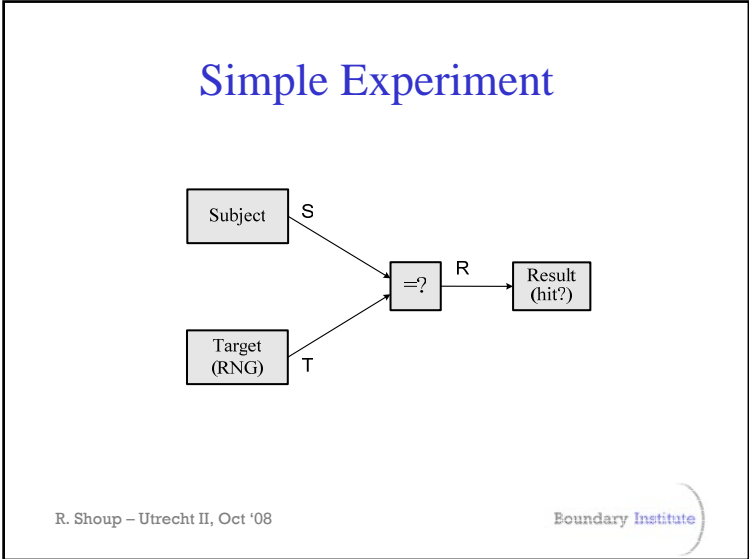 Simple Experiment
Subject
S
=?
R
Result
(hit?)
Target
(RNG)
T
R. Shoup – Utrecht II, Oct ‘08
Boundary Institute